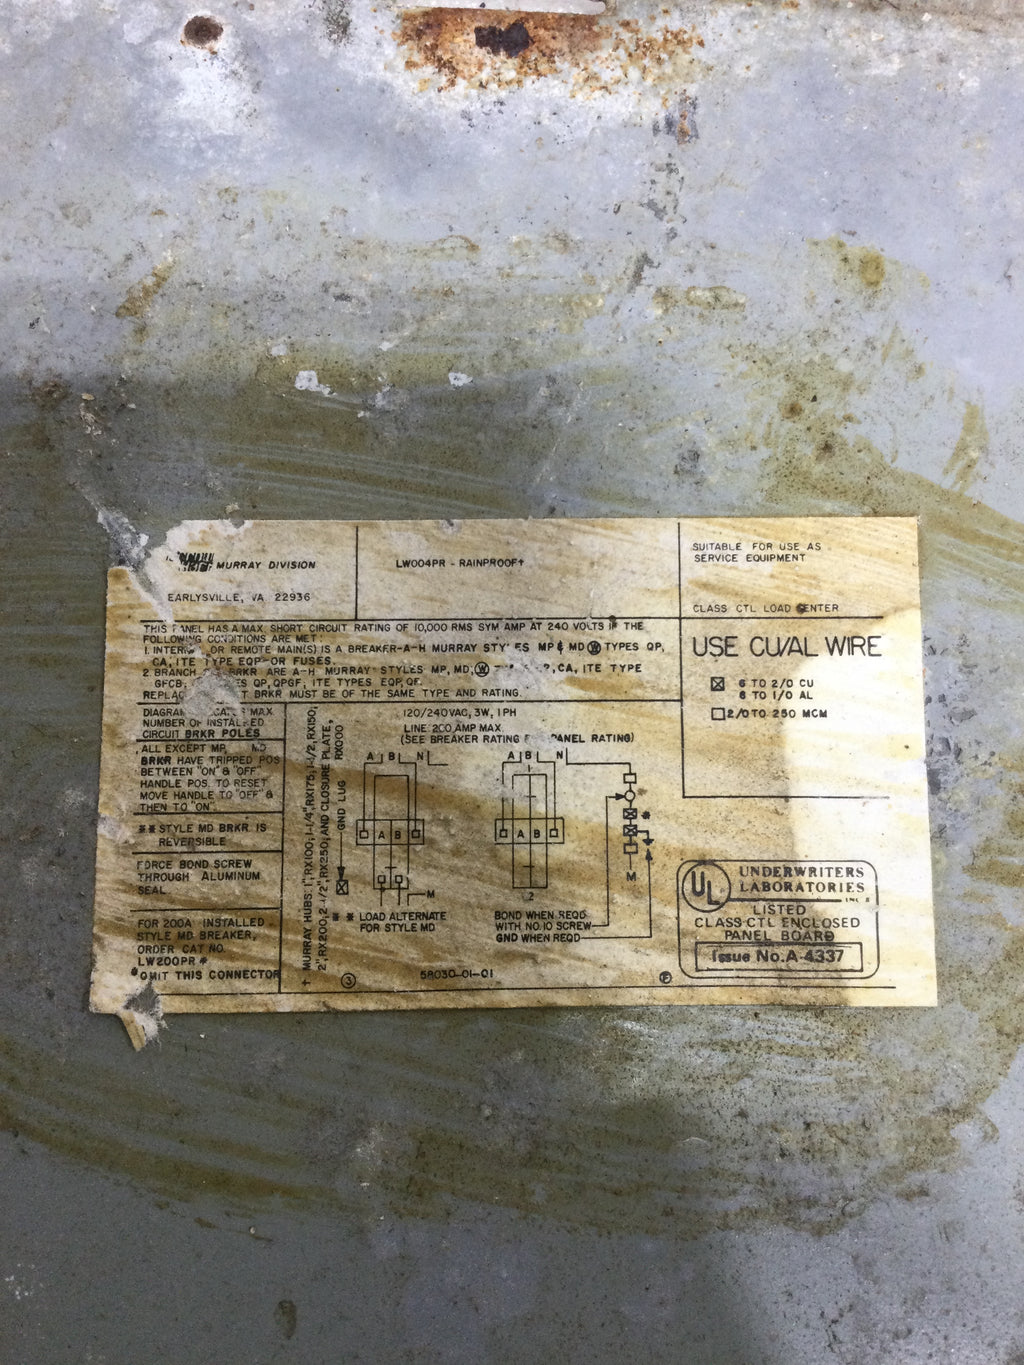 MURRAY DIVISION
EARLYSVILLE, VA 22936
LW004PR - RAINPROOF†
SUITABLE FOR USE AS
SERVICE EQUIPMENT
CLASS CTL LOAD CENTER
THIS PANEL HAS A MAX. SHORT CIRCUIT RATING OF 10,000 RMS SYM AMP AT 240 VOLTS IF THE
FOLLOWING CONDITIONS ARE MET:
1. OR REMOTE MAIN(S) IS A BREAKER-A-H MURRAY MP & MD TYPES QP,
CA, ITE TYPE EQP OR FUSES.
2. BRANCH BRKR ARE A-H MURRAY STYLES MP, MD, CA, ITE TYPE
GFCB, QP, QPGF, ITE TYPES EQP, QF.
BRKR MUST BE OF THE SAME TYPE AND RATING.
USE CU/AL WIRE
6 TO 2/0 CU
6 TO 1/0 AL
2/0 TO 250 MCM
MAX
NUMBER OF INSTALLED
CIRCUIT BRKR POLES
ALL EXCEPT MP, MD
BRKR HAVE TRIPPED POS
BETWEEN "ON" & "OFF"
HANDLE POS. TO RESET
MOVE HANDLE TO "OFF" &
THEN TO "ON".
** STYLE MD BRKR IS
REVERSIBLE
FORCE BOND SCREW
THROUGH ALUMINUM
SEAL.
FOR 200A INSTALLED
STYLE MD BREAKER,
ORDER CAT NO.
LW200PR *
*OMIT THIS CONNECTOR
† MURRAY HUBS: 1", RX100; 1-1/4", RX175; 1-1/2, RX150;
2", RX200; 2-1/2", RX250; AND CLOSURE PLATE,
RX000
GND LUG
120/240VAC, 3W, 1PH
LINE 200 AMP MAX
(SEE BREAKER RATING PANEL RATING)
A B N
A B N
A B
A B
*
M
M
2
* * LOAD ALTERNATE
FOR STYLE MD
BOND WHEN REQD
WITH NO.10 SCREW
GND WHEN REQD
3
58030-01-01
F
UL
UNDERWRITERS
LABORATORIES
INC ®
LISTED
CLASS CTL ENCLOSED
PANEL BOARD
Issue No. A-4337